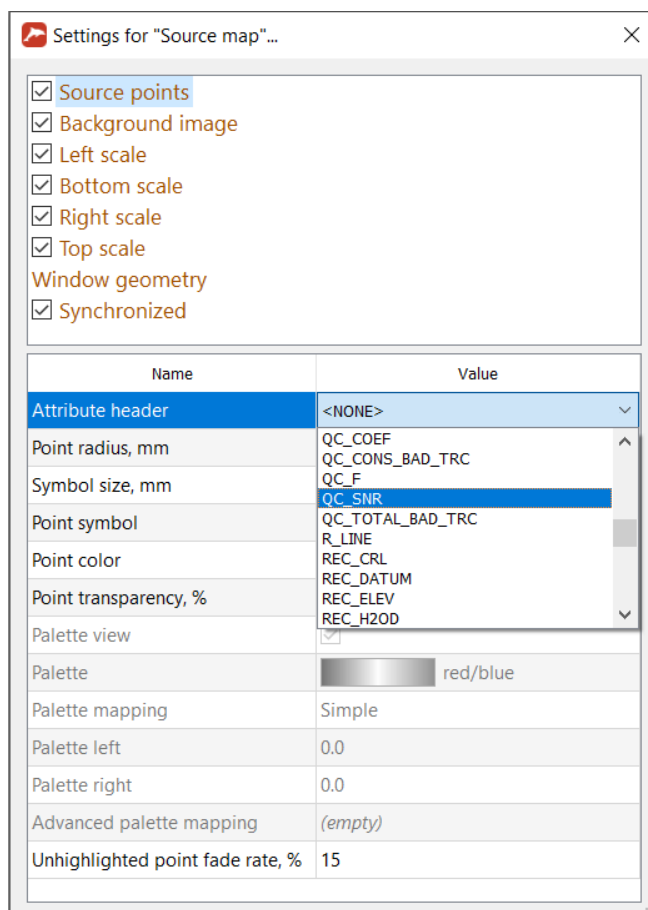 Settings for "Source map"...
Source points
Background image
Left scale
Bottom scale
Right scale
Top scale
Window geometry
Synchronized
Name Value
Attribute header <NONE>
QC_COEF
Point radius, mm
QC_CONS_BAD_TRC
QC_F
Symbol size, mm
QC_SNR
Point symbol
QC_TOTAL_BAD_TRC
R_LINE
Point color
REC_CRL
REC_DATUM
Point transparency, %
REC_ELEV
REC_H2OD
Palette view
Palette red/blue
Palette mapping Simple
Palette left 0.0
Palette right 0.0
Advanced palette mapping (empty)
Unhighlighted point fade rate, % 15